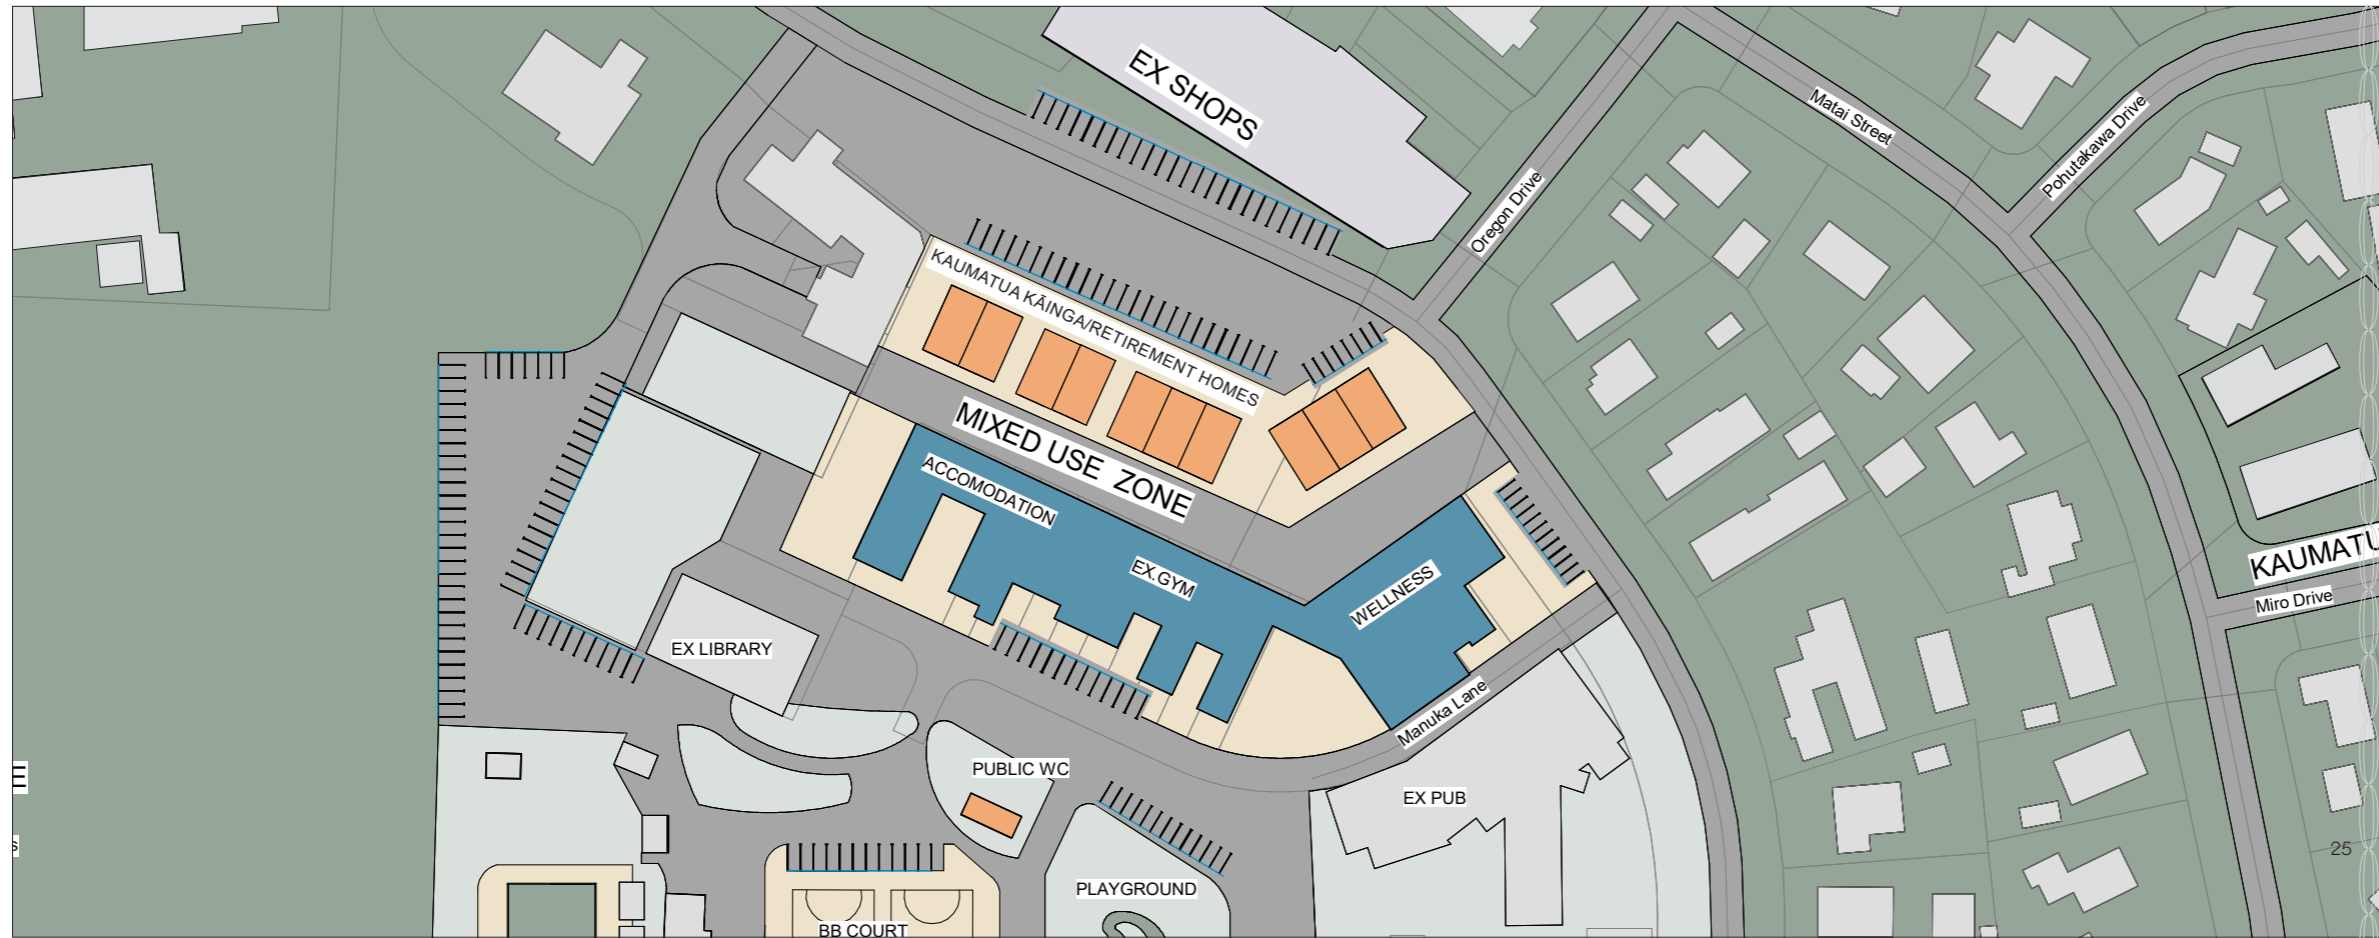 EX SHOPS
Matai Street
Pohutakawa Drive
Oregon Drive
KAUMATUA KĀINGA/RETIREMENT HOMES
MIXED USE ZONE
ACCOMODATION
EX.GYM
WELLNESS
KAUMATU
Miro Drive
EX LIBRARY
Manuka Lane
PUBLIC WC
E
EX PUB
s
25
PLAYGROUND
BB COURT